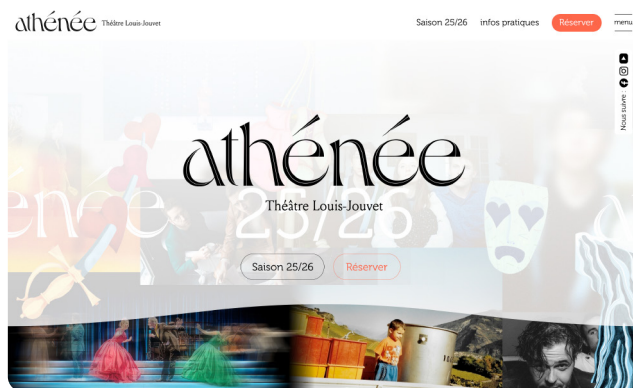 athénée Théâtre Louis-Jouvet Saison 25/26 infos pratiques Réserver menu
Nous suivre :
athénée
Théâtre Louis-Jouvet
25/26
Saison 25/26 Réserver